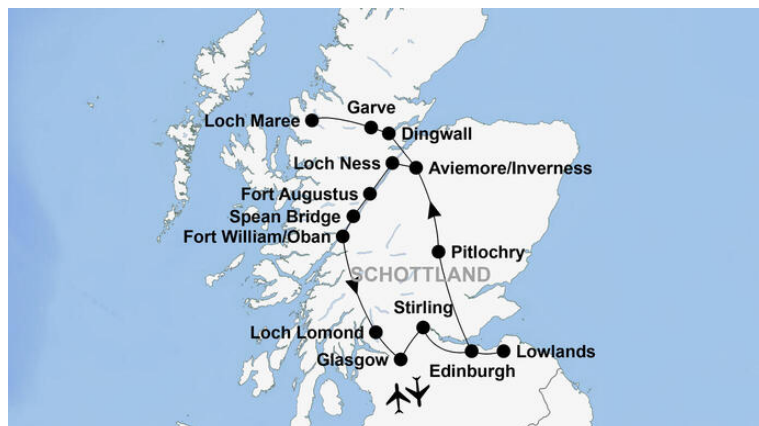 Garve
Loch Maree
Dingwall
Loch Ness
Aviemore/Inverness
Fort Augustus
Spean Bridge
Fort William/Oban
Pitlochry
SCHOTTLAND
Stirling
Loch Lomond
Lowlands
Glasgow
Edinburgh